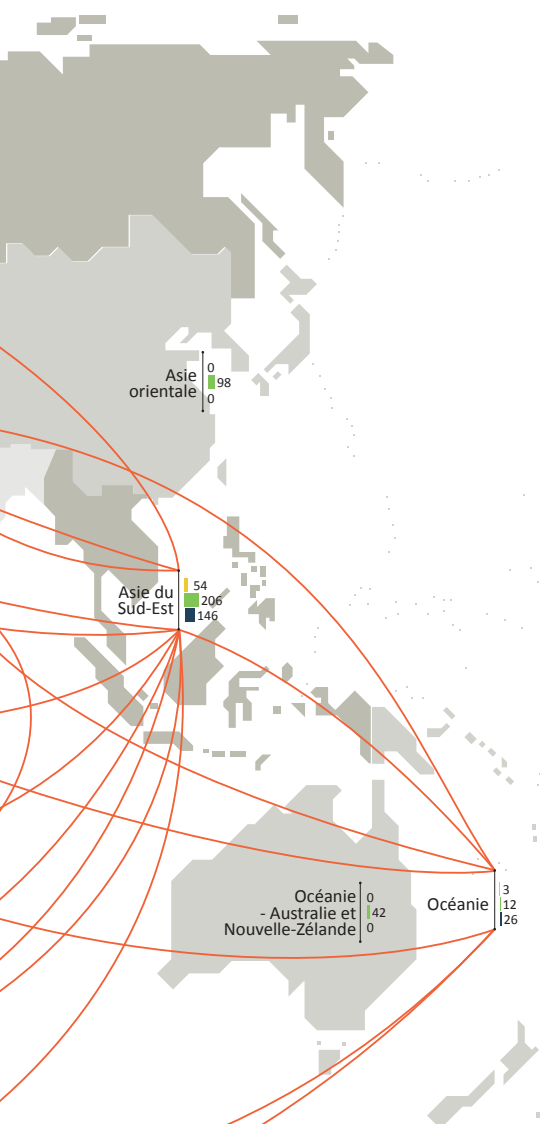 Asie
orientale
0
98
0
Asie du
Sud-Est
54
206
146
Océanie
- Australie et
Nouvelle-Zélande
0
42
0
Océanie
3
12
26